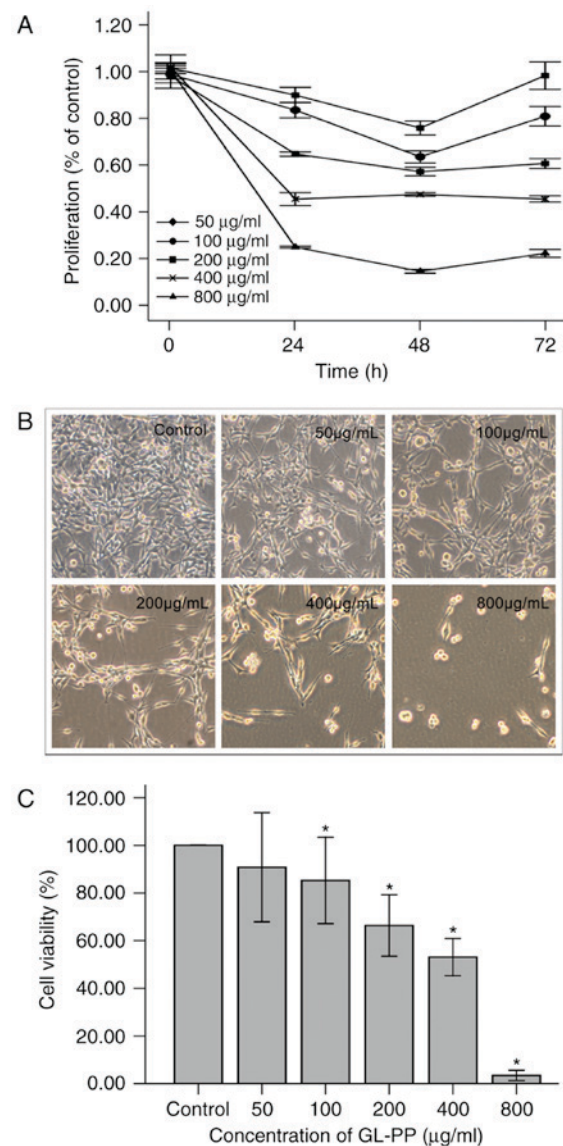 A
1.20
1.00
0.80
0.60
0.40
0.20
0.00
Proliferation (% of control)
50 µg/ml
100 µg/ml
200 µg/ml
400 µg/ml
800 µg/ml
0 24 48 72
Time (h)
B
Control
50µg/mL
100µg/mL
200µg/mL
400µg/mL
800µg/mL
C
120.00
100.00
80.00
60.00
40.00
20.00
0.00
Cell viability (%)
* * * *
Control 50 100 200 400 800
Concentration of GL-PP (µg/ml)